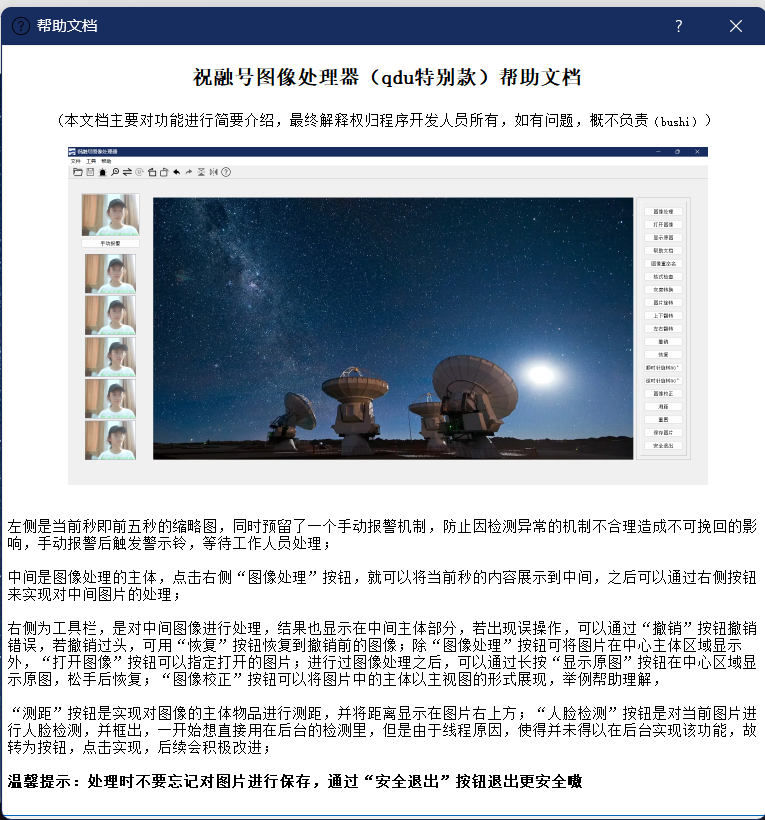 帮助文档
祝融号图像处理器（qdu特别款）帮助文档
（本文档主要对功能进行简要介绍，最终解释权归程序开发人员所有，如有问题，概不负责（bushi））
祝融号图像处理器
文件 工具 帮助
手动报警
图像处理
打开图像
显示原图
帮助文档
图像重命名
格式检查
灰度转换
图片旋转
上下翻转
左右翻转
撤销
恢复
顺时针旋转90°
逆时针旋转90°
图像校正
测距
重置
保存图片
安全退出
左侧是当前秒即前五秒的缩略图，同时预留了一个手动报警机制，防止因检测异常的机制不合理造成不可挽回的影
响，手动报警后触发警示铃，等待工作人员处理；
中间是图像处理的主体，点击右侧“图像处理”按钮，就可以将当前秒的内容展示到中间，之后可以通过右侧按钮
来实现对中间图片的处理；
右侧为工具栏，是对中间图像进行处理，结果也显示在中间主体部分，若出现误操作，可以通过“撤销”按钮撤销
错误，若撤销过头，可用“恢复”按钮恢复到撤销前的图像；除“图像处理”按钮可将图片在中心主体区域显示
外，“打开图像”按钮可以指定打开的图片；进行过图像处理之后，可以通过长按“显示原图”按钮在中心区域显
示原图，松手后恢复；“图像校正”按钮可以将图片中的主体以主视图的形式展现，举例帮助理解，
“测距”按钮是实现对图像的主体物品进行测距，并将距离显示在图片右上方；“人脸检测”按钮是对当前图片进
行人脸检测，并框出，一开始想直接用在后台的检测里，但是由于线程原因，使得并未得以在后台实现该功能，故
转为按钮，点击实现，后续会积极改进；
温馨提示：处理时不要忘记对图片进行保存，通过“安全退出”按钮退出更安全嗷